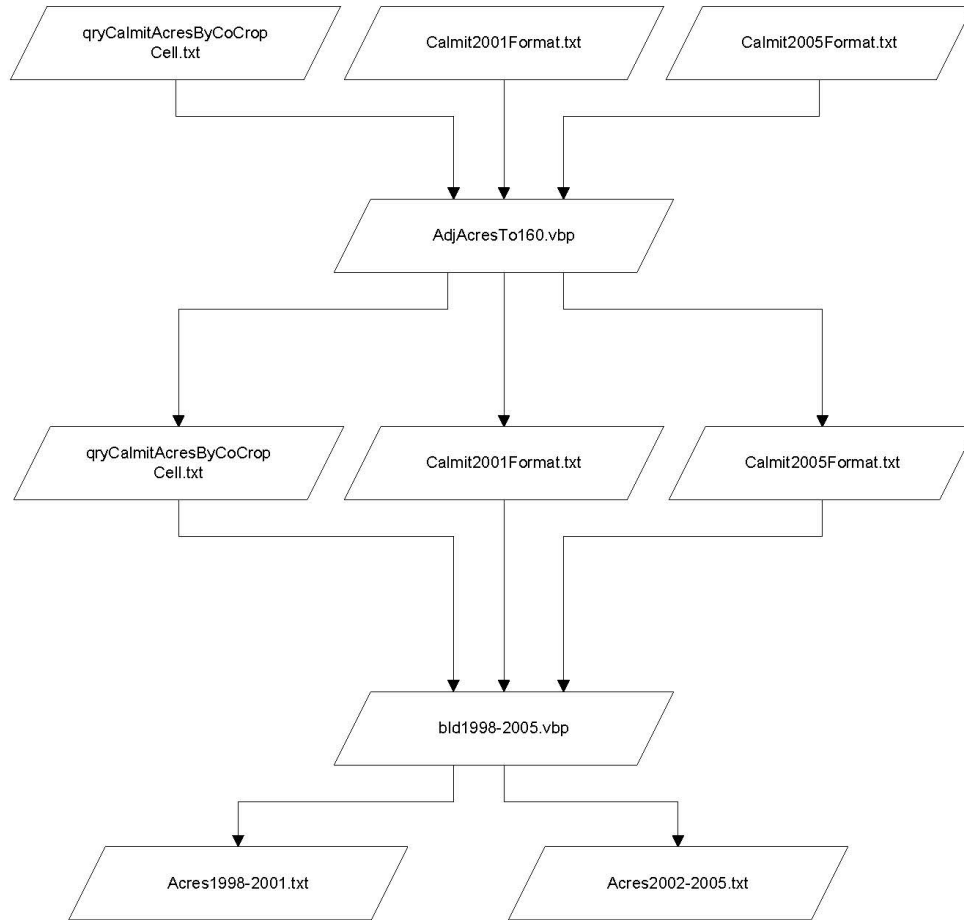 qryCalmitAcresByCoCrop
Cell.txt
Calmit2001Format.txt
Calmit2005Format.txt
AdjAcresTo160.vbp
qryCalmitAcresByCoCrop
Cell.txt
Calmit2001Format.txt
Calmit2005Format.txt
bld1998-2005.vbp
Acres1998-2001.txt
Acres2002-2005.txt